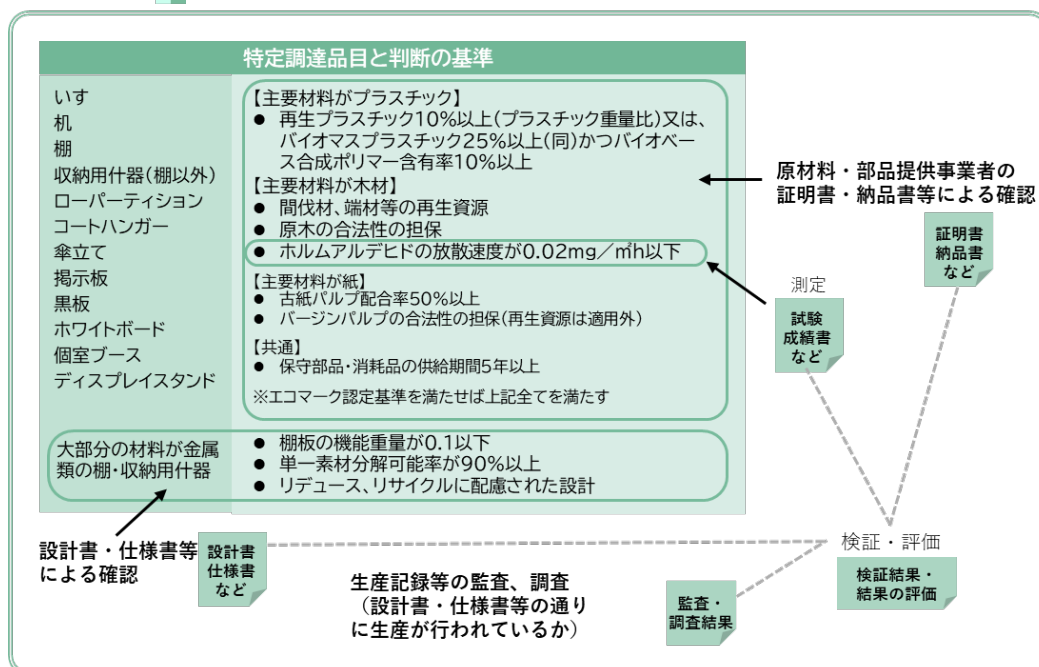 特定調達品目と判断の基準
いす
机
棚
収納用什器(棚以外)
ローパーティション
コートハンガー
傘立て
掲示板
黒板
ホワイトボード
個室ブース
ディスプレイスタンド
【主要材料がプラスチック】
● 再生プラスチック10%以上(プラスチック重量比)又は、
バイオマスプラスチック25%以上(同)かつバイオベー
ス合成ポリマー含有率10%以上
【主要材料が木材】
● 間伐材、端材等の再生資源
● 原木の合法性の担保
● ホルムアルデヒドの放散速度が0.02mg/㎡h以下
【主要材料が紙】
● 古紙パルプ配合率50%以上
● バージンパルプの合法性の担保(再生資源は適用外)
【共通】
● 保守部品・消耗品の供給期間5年以上
※エコマーク認定基準を満たせば上記全てを満たす
大部分の材料が金属
類の棚・収納用什器
● 棚板の機能重量が0.1以下
● 単一素材分解可能率が90%以上
● リデュース、リサイクルに配慮された設計
原材料・部品提供事業者の
証明書・納品書等による確認
証明書
納品書
など
測定
試験
成績書
など
設計書・仕様書等
による確認
設計書
仕様書
など
生産記録等の監査、調査
(設計書・仕様書等の通り
に生産が行われているか)
監査・
調査結果
検証・評価
検証結果・
結果の評価